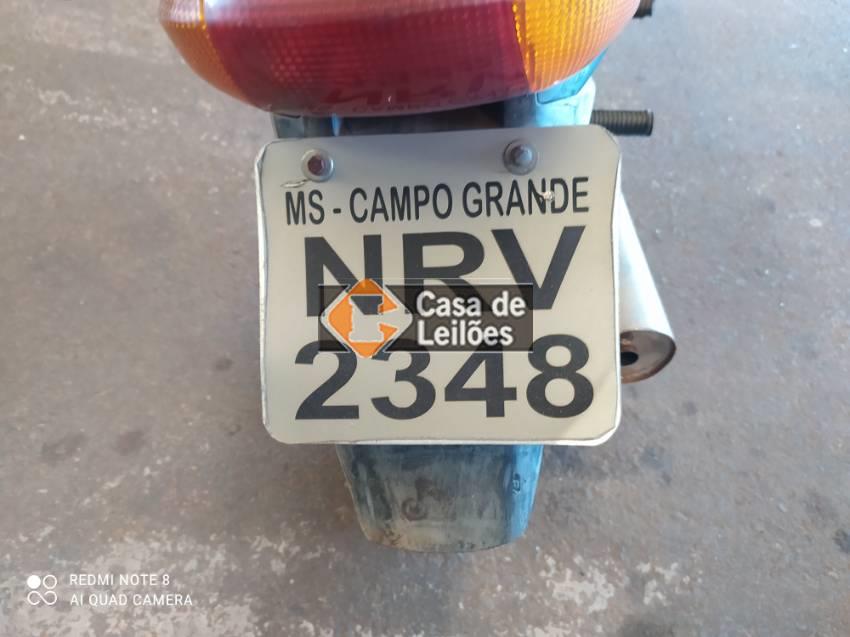 MS - CAMPO GRANDE
NRV
Casa de
Leilões
2348
REDMI NOTE 8
AI QUAD CAMERA